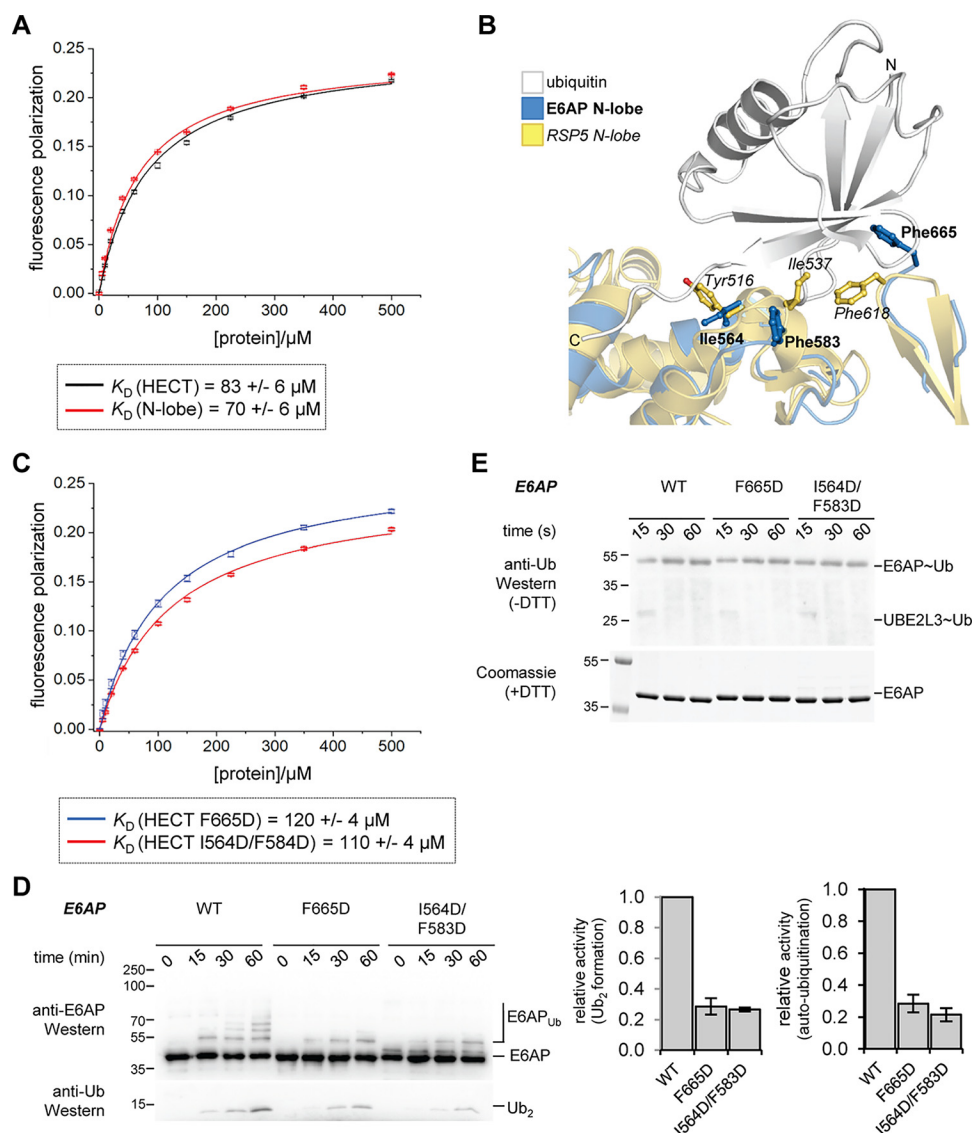 A
fluorescence polarization
0.25
0.20
0.15
0.10
0.05
0.00
0 100 200 300 400 500
[protein]/µM
KD (HECT) = 83 +/- 6 µM
KD (N-lobe) = 70 +/- 6 µM
B
ubiquitin
E6AP N-lobe
RSP5 N-lobe
N
Phe665
Ile537
Tyr516
Phe618
C
Ile564
Phe583
C
fluorescence polarization
0.25
0.20
0.15
0.10
0.05
0.00
0 100 200 300 400 500
[protein]/µM
KD (HECT F665D) = 120 +/- 4 µM
KD (HECT I564D/F584D) = 110 +/- 4 µM
E
E6AP WT F665D I564D/
F583D
time (s) 15 30 60 15 30 60 15 30 60
anti-Ub
Western
(-DTT)
55
35
25
E6AP~Ub
UBE2L3~Ub
Coomassie
(+DTT)
55
35
E6AP
D
E6AP WT F665D I564D/
F583D
time (min) 0 15 30 60 0 15 30 60 0 15 30 60
250
100
55
35
anti-E6AP
Western
E6APUb
E6AP
anti-Ub
Western
15
Ub2
relative activity
(Ub2 formation)
1.0
0.8
0.6
0.4
0.2
0.0
WT
F665D
I564D/F583D
relative activity
(auto-ubiquitination)
1.0
0.8
0.6
0.4
0.2
0.0
WT
F665D
I564D/F583D